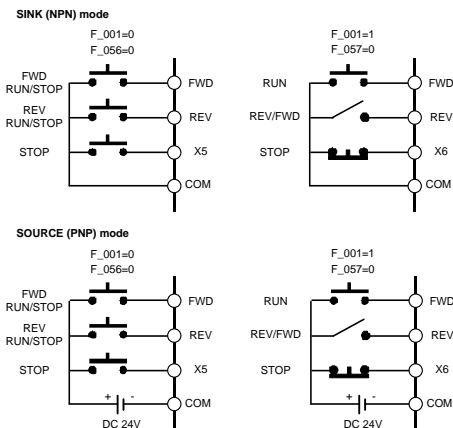 SINK (NPN) mode
F_001=0
F_056=0
FWD
RUN/STOP
FWD
REV
RUN/STOP
REV
STOP
X5
COM
F_001=1
F_057=0
RUN
FWD
REV/FWD
REV
STOP
X6
COM
SOURCE (PNP) mode
F_001=0
F_056=0
FWD
RUN/STOP
FWD
REV
RUN/STOP
REV
STOP
X5
+ -
COM
DC 24V
F_001=1
F_057=0
RUN
FWD
REV/FWD
REV
STOP
X6
+ -
COM
DC 24V